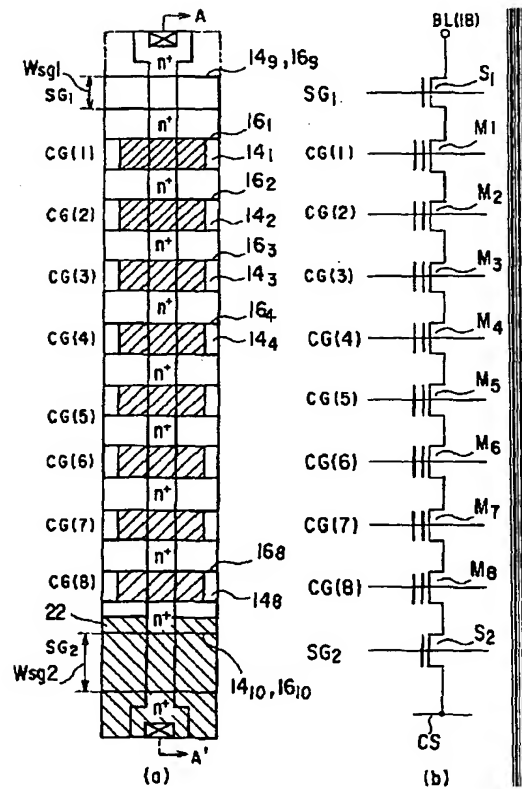 A
BL(18)
Wsg1
SG1
n+
149,169
SG1
S1
n+
161
CG(1)
141
CG(1)
M1
n+
162
CG(2)
142
CG(2)
M2
n+
163
CG(3)
143
CG(3)
M3
n+
164
CG(4)
144
CG(4)
M4
n+
CG(5)
CG(5)
M5
n+
CG(6)
CG(6)
M6
n+
CG(7)
CG(7)
M7
n+
168
CG(8)
148
CG(8)
M8
22
n+
SG2
Wsg2
1410,1610
SG2
S2
n+
A'
CS
(a)
(b)